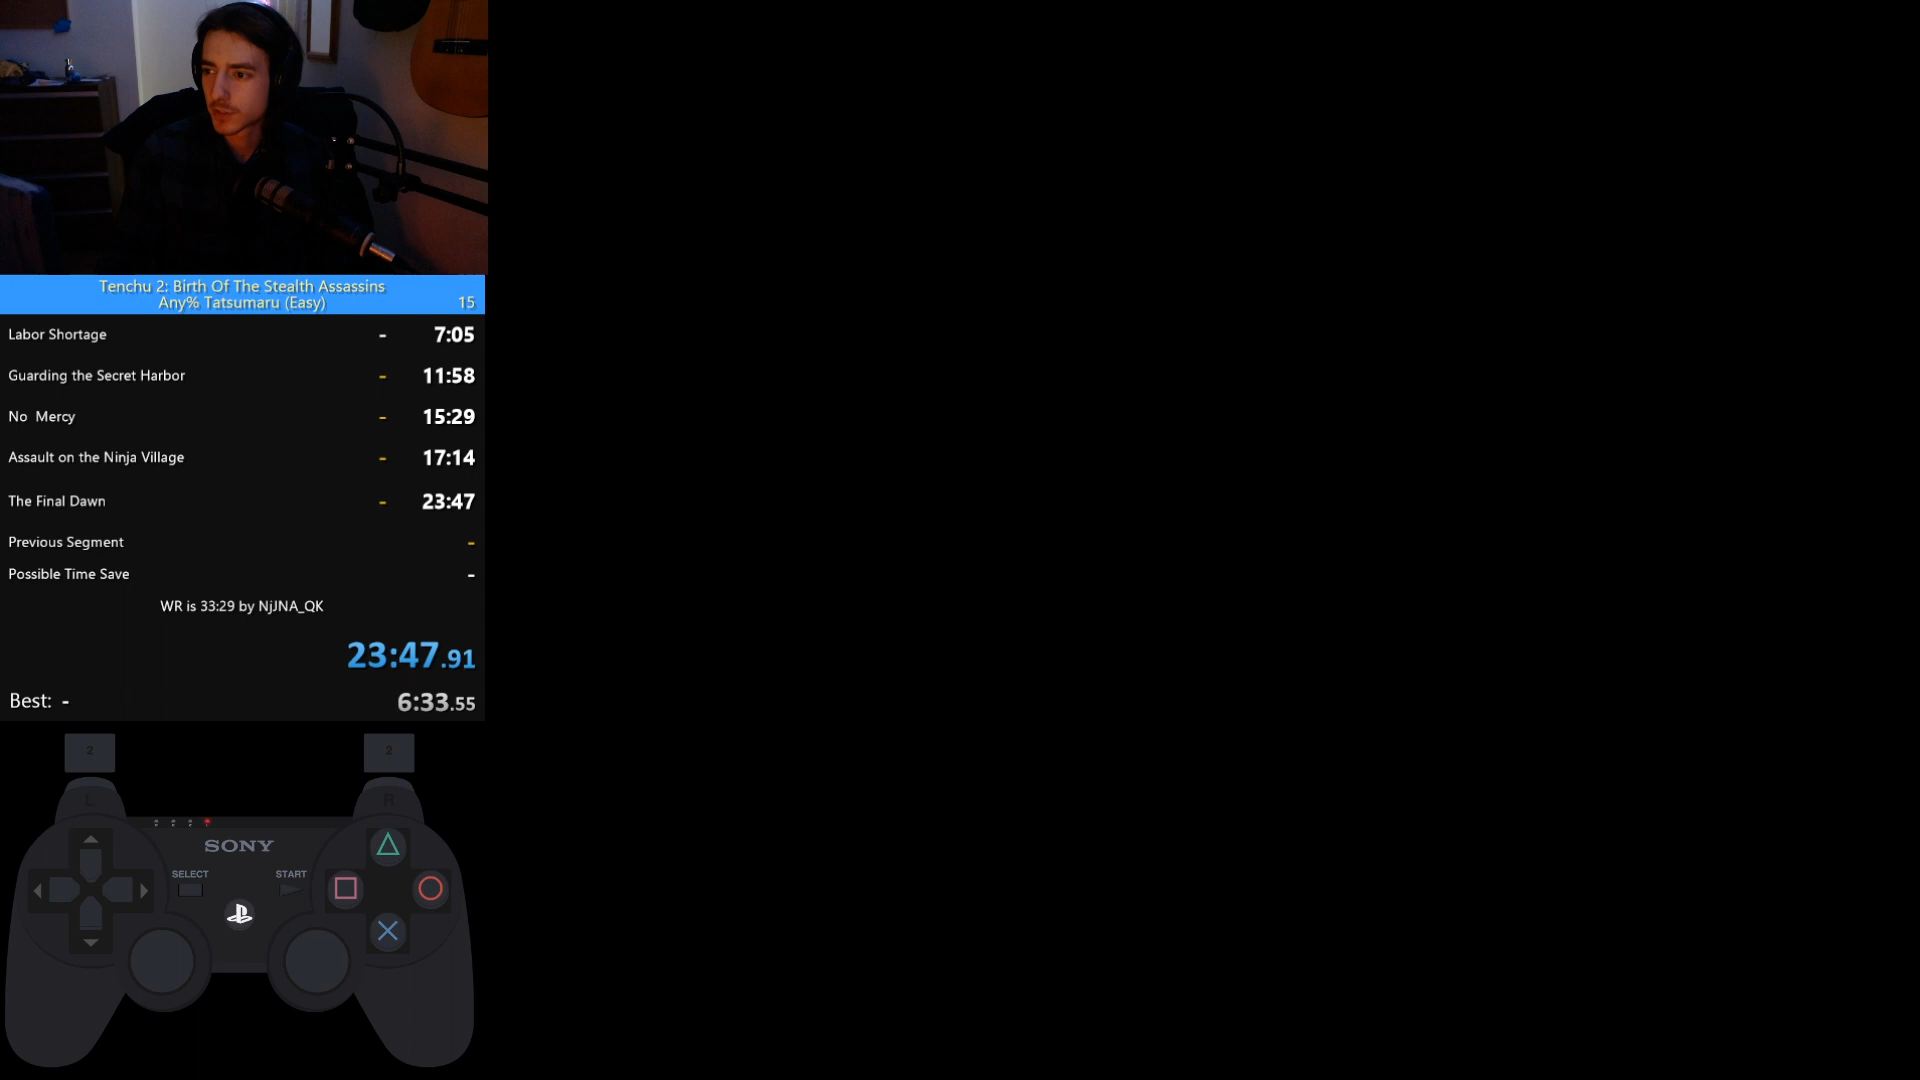 Tenchu 2: Birth Of The Stealth Assassins
Any% Tatsumaru (Easy) 15
Labor Shortage - 7:05
Guarding the Secret Harbor - 11:58
No Mercy - 15:29
Assault on the Ninja Village - 17:14
The Final Dawn - 23:47
Previous Segment -
Possible Time Save -
WR is 33:29 by NjJNA_QK
23:47.91
Best: - 6:33.55
2 2
L R
SONY
SELECT START